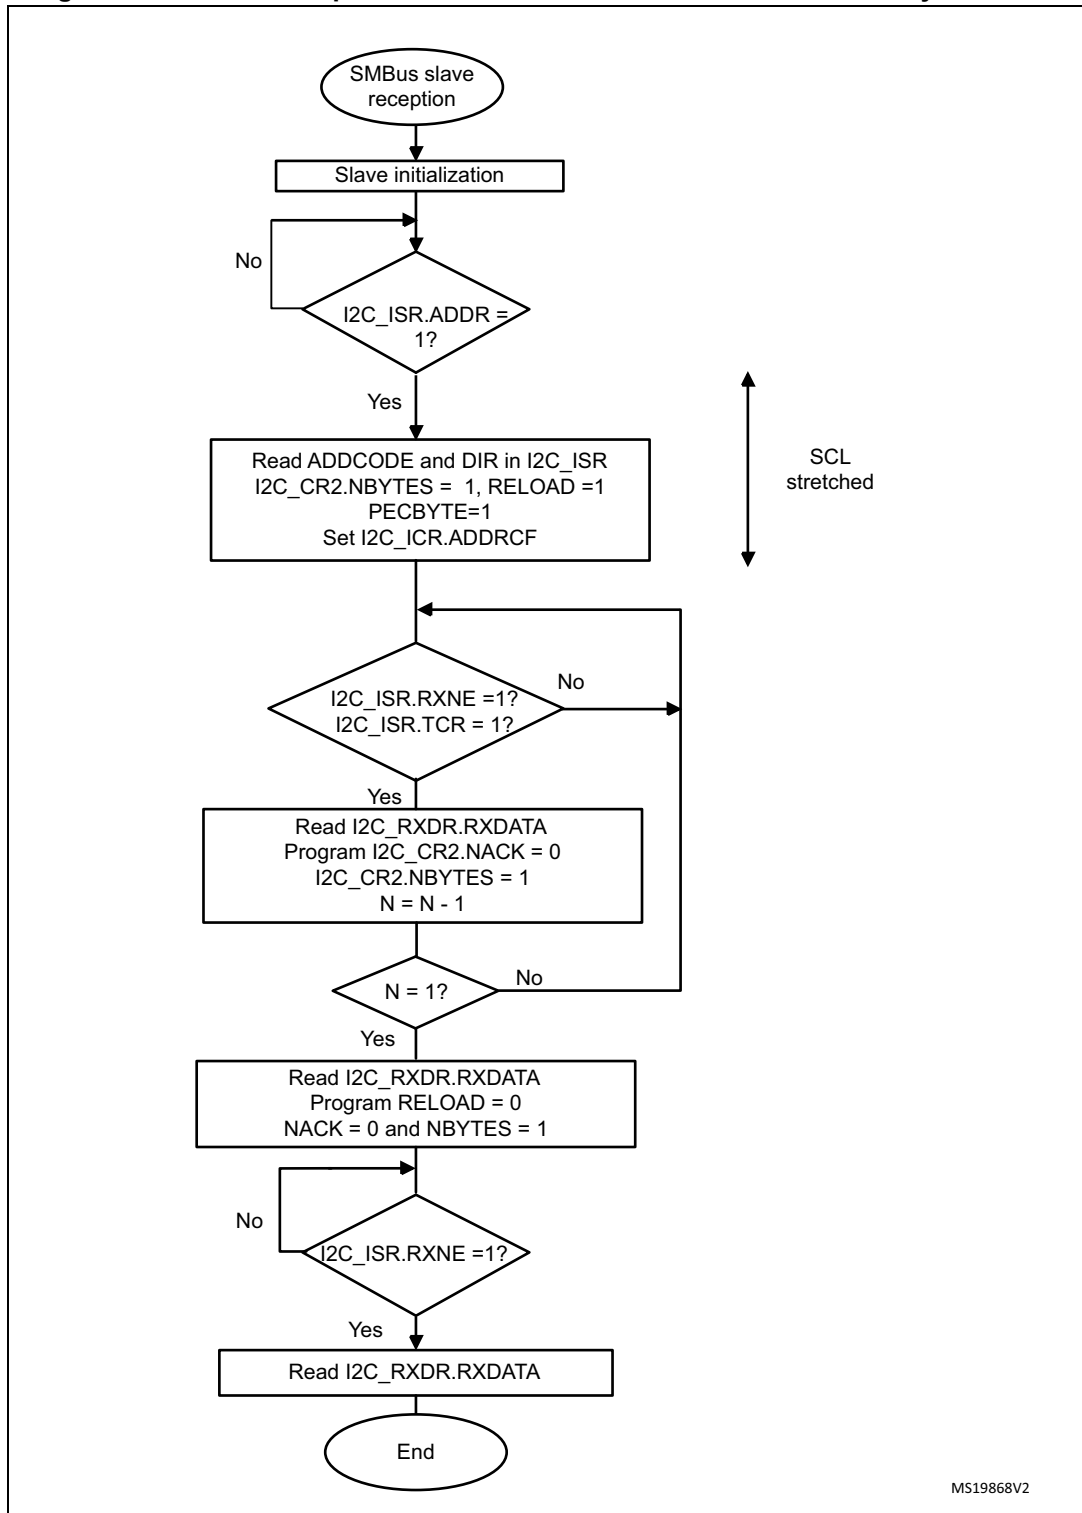 SMBus slave
reception
Slave initialization
No
I2C_ISR.ADDR =
1?
Yes
Read ADDCODE and DIR in I2C_ISR
I2C_CR2.NBYTES = 1, RELOAD =1
PECBYTE=1
Set I2C_ICR.ADDRCF
SCL
stretched
I2C_ISR.RXNE =1?
I2C_ISR.TCR = 1?
No
Yes
Read I2C_RXDR.RXDATA
Program I2C_CR2.NACK = 0
I2C_CR2.NBYTES = 1
N = N - 1
N = 1?
No
Yes
Read I2C_RXDR.RXDATA
Program RELOAD = 0
NACK = 0 and NBYTES = 1
No
I2C_ISR.RXNE =1?
Yes
Read I2C_RXDR.RXDATA
End
MS19868V2